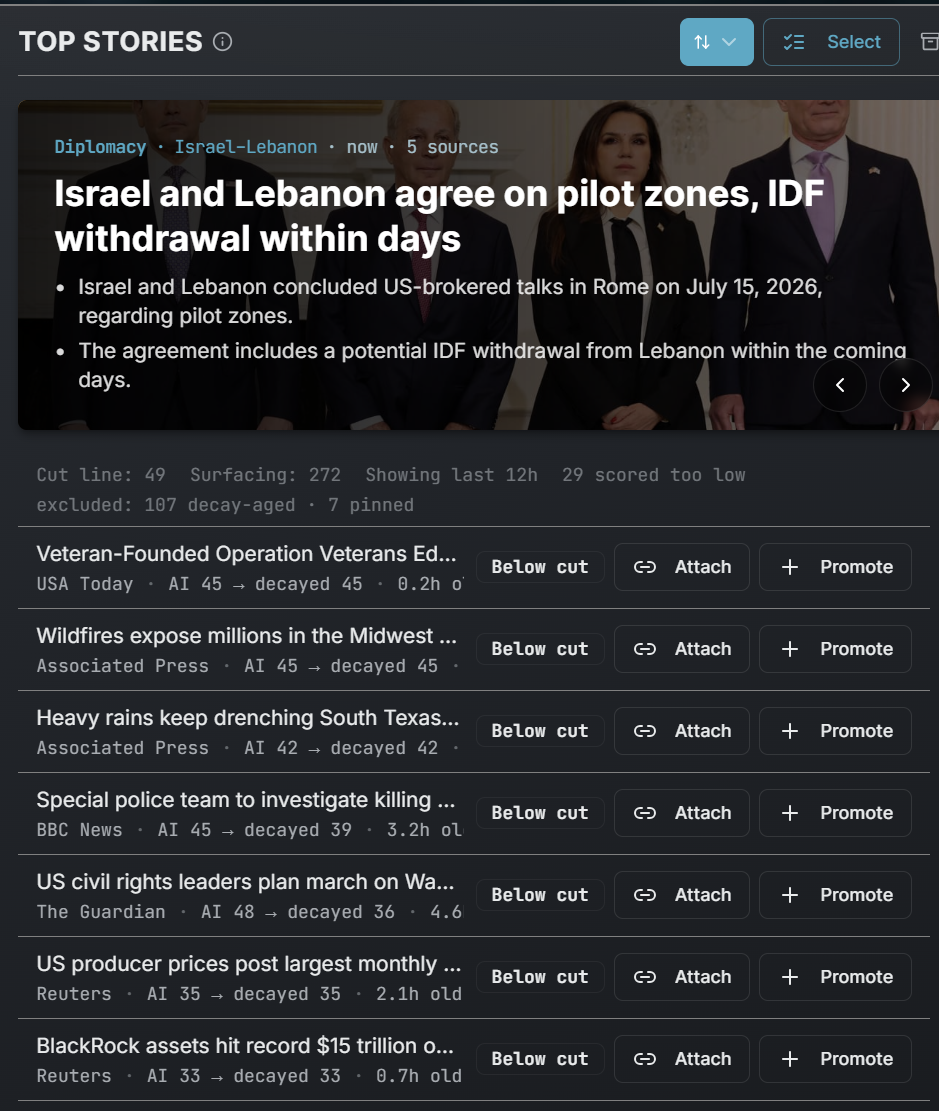 TOP STORIES
Select
Diplomacy · Israel-Lebanon · now · 5 sources
Israel and Lebanon agree on pilot zones, IDF
withdrawal within days
• Israel and Lebanon concluded US-brokered talks in Rome on July 15, 2026,
regarding pilot zones.
• The agreement includes a potential IDF withdrawal from Lebanon within the coming
days.
Cut line: 49 Surfacing: 272 Showing last 12h 29 scored too low
excluded: 107 decay-aged · 7 pinned
Veteran-Founded Operation Veterans Ed...
USA Today · AI 45 → decayed 45 · 0.2h o
Below cut Attach Promote
Wildfires expose millions in the Midwest ...
Associated Press · AI 45 → decayed 45 ·
Below cut Attach Promote
Heavy rains keep drenching South Texas...
Associated Press · AI 42 → decayed 42 ·
Below cut Attach Promote
Special police team to investigate killing ...
BBC News · AI 45 → decayed 39 · 3.2h ol
Below cut Attach Promote
US civil rights leaders plan march on Wa...
The Guardian · AI 48 → decayed 36 · 4.6
Below cut Attach Promote
US producer prices post largest monthly ...
Reuters · AI 35 → decayed 35 · 2.1h old
Below cut Attach Promote
BlackRock assets hit record $15 trillion o...
Reuters · AI 33 → decayed 33 · 0.7h old
Below cut Attach Promote